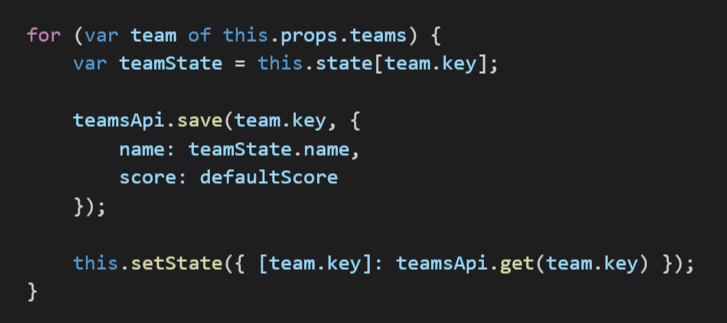 for (var team of this.props.teams) {
    var teamState = this.state[team.key];
    teamsApi.save(team.key, {
        name: teamState.name,
        score: defaultScore
    });
    this.setState({ [team.key]: teamsApi.get(team.key) });
}